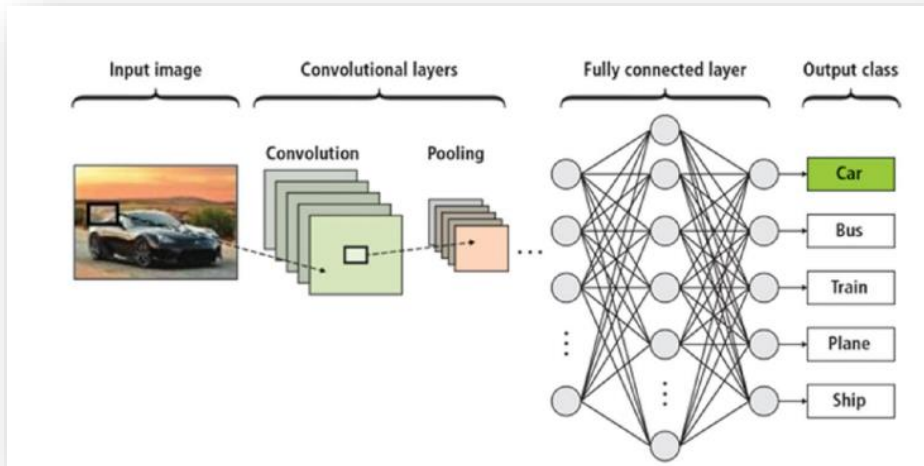 Input image
Convolutional layers
Fully connected layer
Output class
Convolution
Pooling
Car
Bus
Train
Plane
Ship